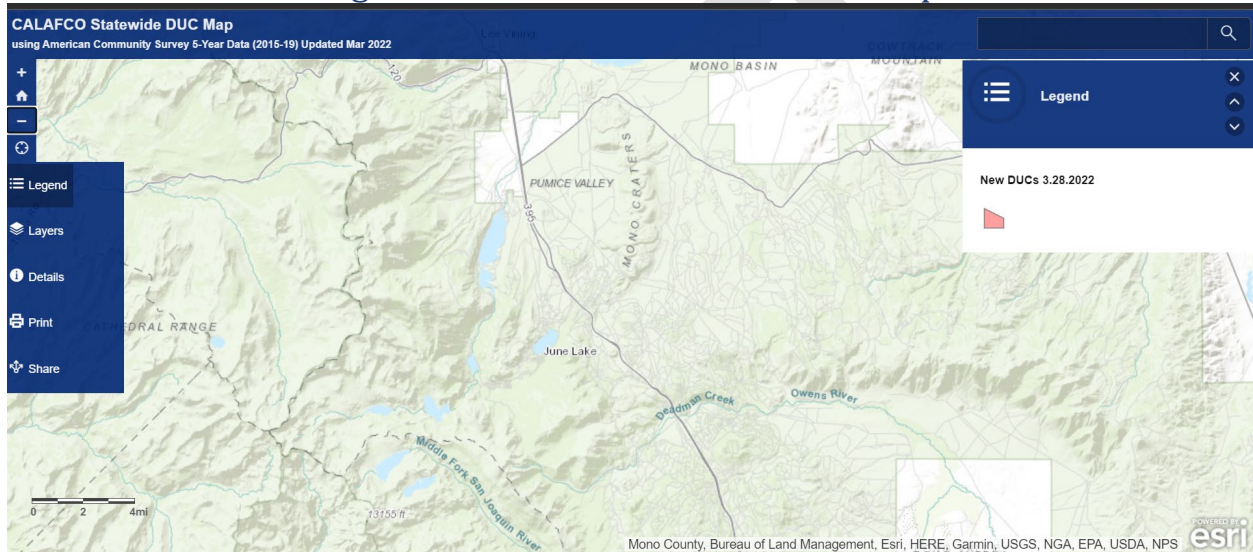 CALAFCO Statewide DUC Map
using American Community Survey 5-Year Data (2015-19) Updated Mar 2022
Lee Vining
COWTRACK
MOUNTAIN
MONO BASIN
120
+
−
Legend
Layers
Details
Print
Share
Legend
New DUCs 3.28.2022
PUMICE VALLEY
MONO CRATERS
395
CATHEDRAL RANGE
June Lake
Deadman Creek
Owens River
Middle Fork San Joaquin River
13155 ft
0 2 4mi
Mono County, Bureau of Land Management, Esri, HERE, Garmin, USGS, NGA, EPA, USDA, NPS
POWERED BY
esri